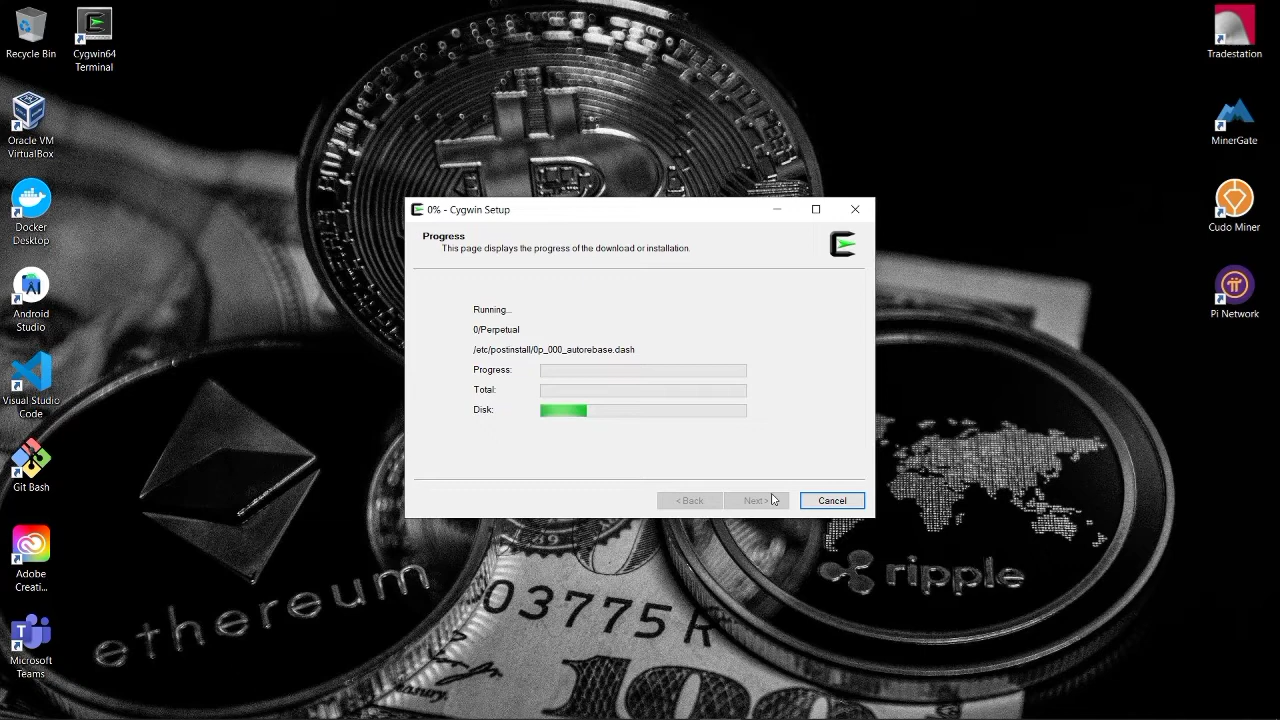 Recycle Bin
Cygwin64
Terminal
Oracle VM
VirtualBox
Docker
Desktop
Android
Studio
Visual Studio
Code
Git Bash
Adobe
Creati...
Microsoft
Teams
0% - Cygwin Setup
Progress
This page displays the progress of the download or installation.
Running...
0/Perpetual
/etc/postinstall/0p_000_autorebase.dash
Progress:
Total:
Disk:
< Back
Next >
Cancel
Tradestation
MinerGate
Cudo Miner
Pi Network
ethereum
ripple
03775 R
100